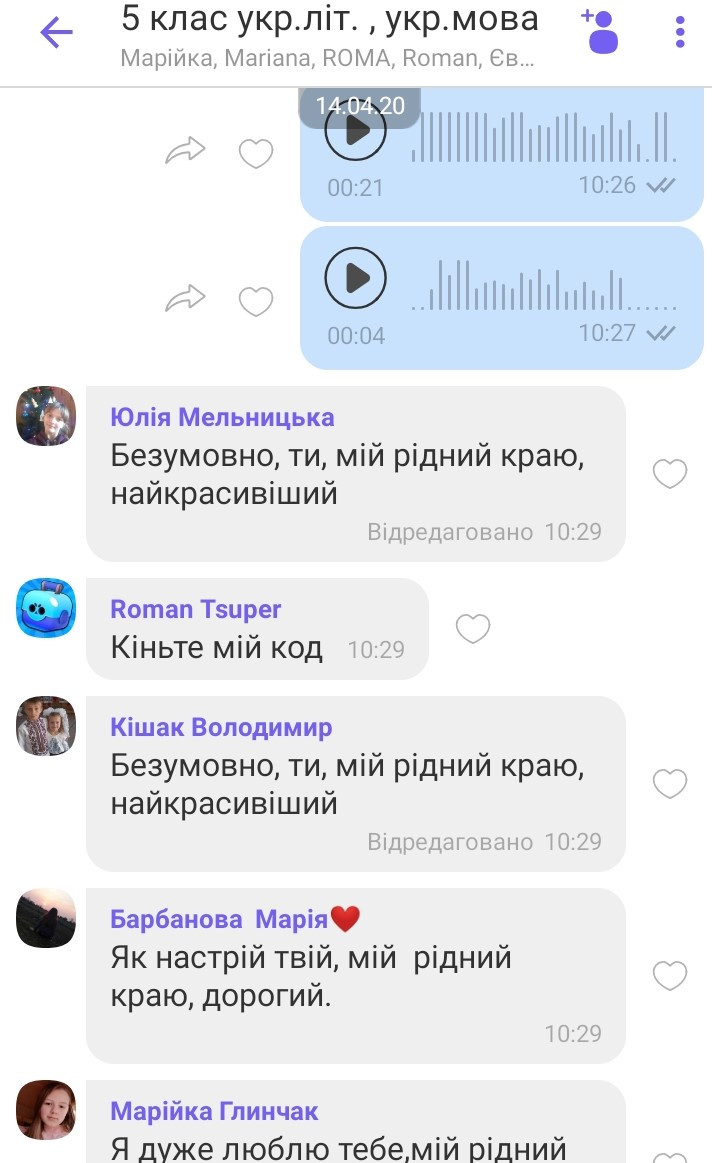 5 клас укр.літ. , укр.мова
Марійка, Mariana, ROMA, Roman, Єв...
14.04.20
00:21 10:26
00:04 10:27
Юлія Мельницька
Безумовно, ти, мій рідний краю,
найкрасивіший
Відредаговано 10:29
Roman Tsuper
Кіньте мій код 10:29
Кішак Володимир
Безумовно, ти, мій рідний краю,
найкрасивіший
Відредаговано 10:29
Барбанова Марія❤️
Як настрій твій, мій рідний
краю, дорогий.
10:29
Марійка Глинчак
Я дуже люблю тебе,мій рідний